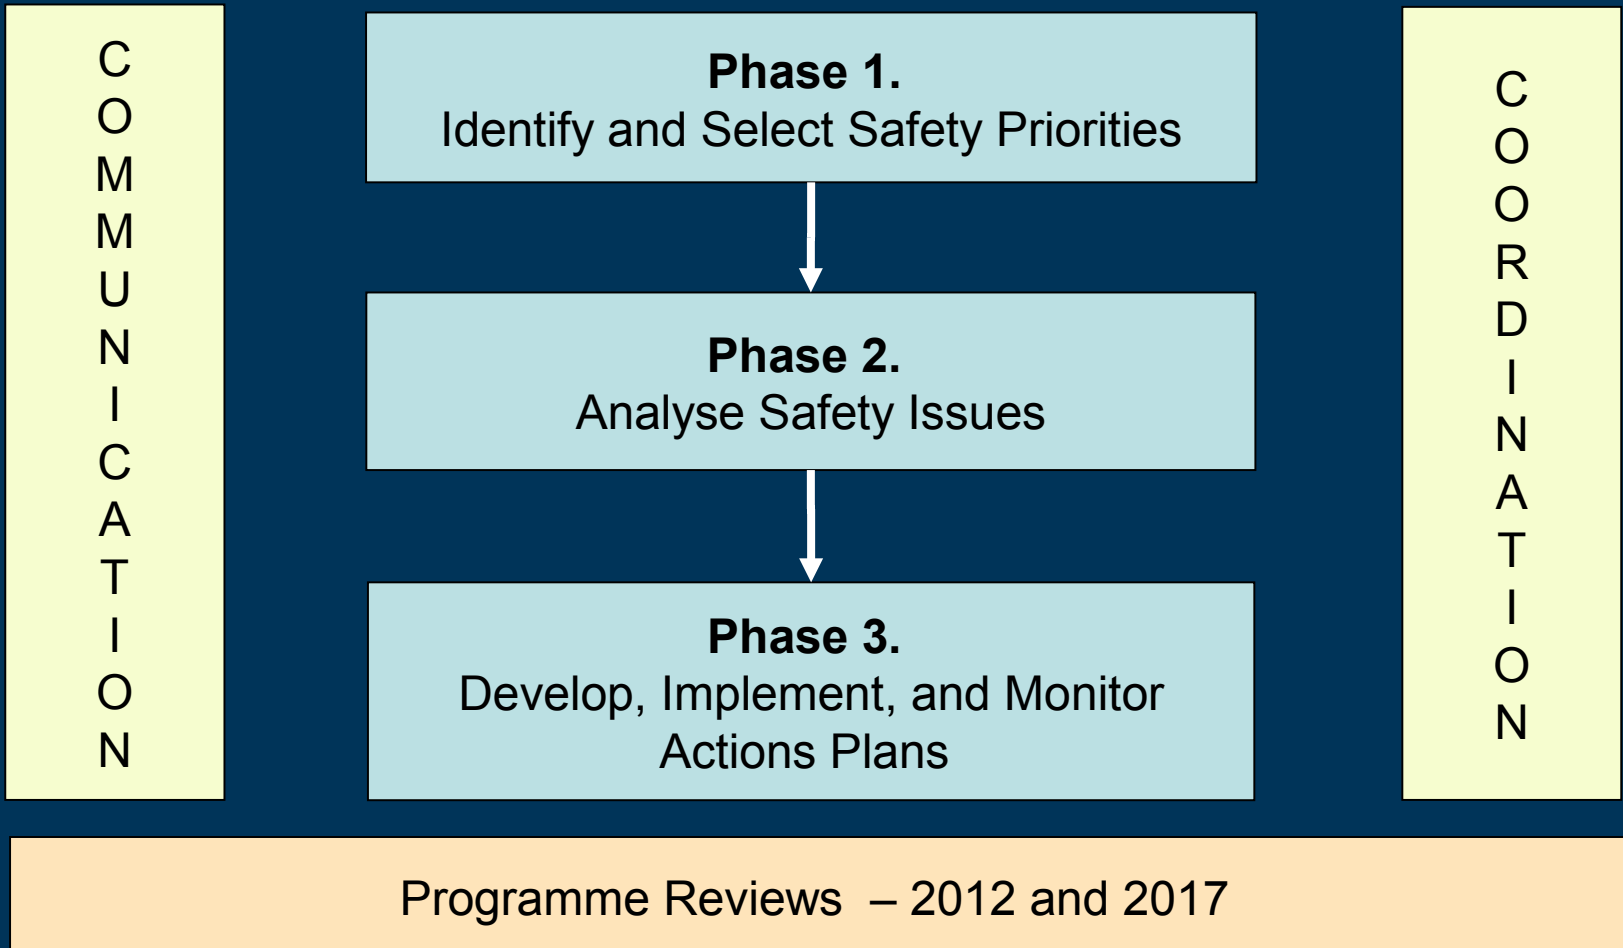 COMMUNICATION
Phase 1.
Identify and Select Safety Priorities
Phase 2.
Analyse Safety Issues
Phase 3.
Develop, Implement, and Monitor
Actions Plans
COORDINATION
Programme Reviews – 2012 and 2017